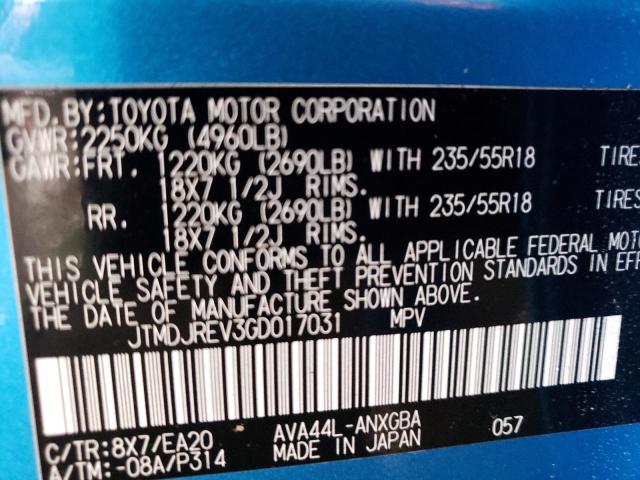 MFD. BY: TOYOTA MOTOR CORPORATION
GVWR: 2250KG (4960LB)
GAWR: FRT. 1220KG (2690LB) WITH 235/55R18 TIRE
18X7 1/2J RIMS.
RR. 1220KG (2690LB) WITH 235/55R18 TIRES
18X7 1/2J RIMS.
THIS VEHICLE CONFORMS TO ALL APPLICABLE FEDERAL MOTO
VEHICLE SAFETY AND THEFT PREVENTION STANDARDS IN EFF
THE DATE OF MANUFACTURE SHOWN ABOVE.
JTMDJREV3GD017031 MPV
C/TR: 8X7/EA20 AVA44L-ANXGBA 057
A/TM: -08A/P314 MADE IN JAPAN